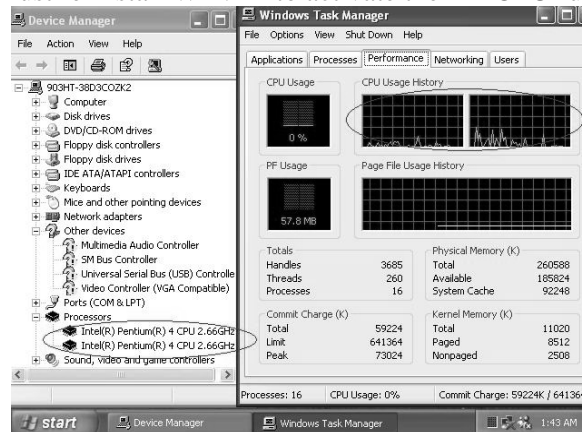 Device Manager
File Action View Help
903HT-38D3COZK2
Computer
Disk drives
DVD/CD-ROM drives
Floppy disk controllers
Floppy disk drives
IDE ATA/ATAPI controllers
Keyboards
Mice and other pointing devices
Network adapters
Other devices
Multimedia Audio Controller
SM Bus Controller
Universal Serial Bus (USB) Controlle
Video Controller (VGA Compatible)
Ports (COM & LPT)
Processors
Intel(R) Pentium(R) 4 CPU 2.66GHz
Intel(R) Pentium(R) 4 CPU 2.66GHz
Sound, video and game controllers
Windows Task Manager
File Options View Shut Down Help
Applications Processes Performance Networking Users
CPU Usage CPU Usage History
0 %
PF Usage Page File Usage History
57.8 MB
Totals
Handles 3685
Threads 260
Processes 16
Physical Memory (K)
Total 260588
Available 185824
System Cache 92248
Commit Charge (K)
Total 59224
Limit 641364
Peak 73024
Kernel Memory (K)
Total 11020
Paged 8512
Nonpaged 2508
Processes: 16 CPU Usage: 0% Commit Charge: 59224K / 64136
start Device Manager Windows Task Manager 1:43 AM